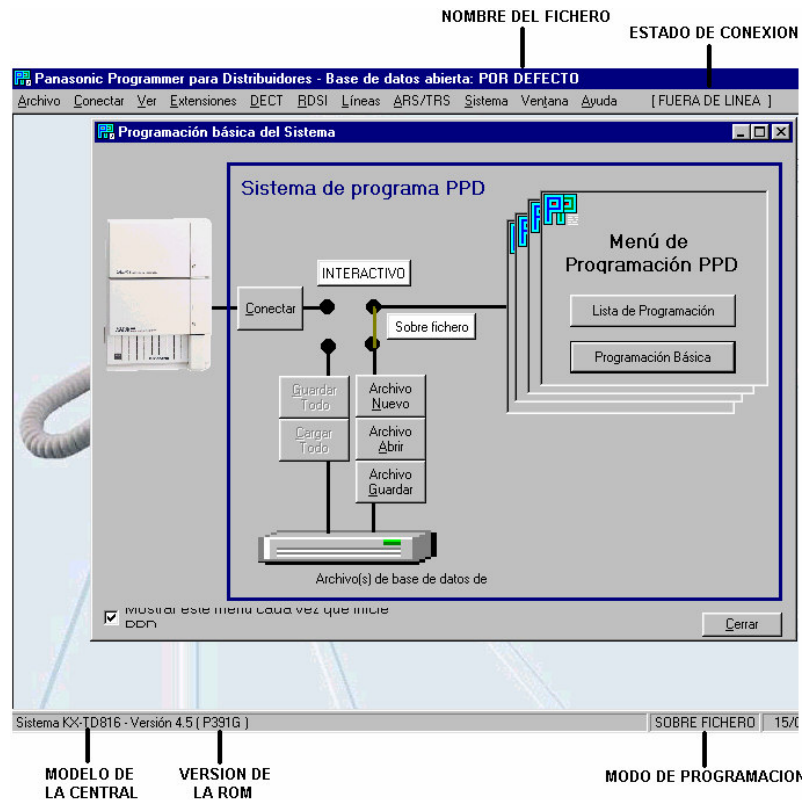 NOMBRE DEL FICHERO
ESTADO DE CONEXION
Panasonic Programmer para Distribuidores - Base de datos abierta: POR DEFECTO
Archivo Conectar Ver Extensiones DECT RDSI Líneas ARS/TRS Sistema Ventana Ayuda [ FUERA DE LINEA ]
Programación básica del Sistema
Sistema de programa PPD
Menú de
Programación PPD
INTERACTIVO
Conectar
Sobre fichero
Lista de Programación
Programación Básica
Guardar
Todo
Cargar
Todo
Archivo
Nuevo
Archivo
Abrir
Archivo
Guardar
Archivo(s) de base de datos de
Mostrar este menú cada vez que inicie
PPD
Cerrar
Sistema KX-TD816 - Versión 4.5 ( P391G )
SOBRE FICHERO
15/0
MODELO DE
LA CENTRAL
VERSION DE
LA ROM
MODO DE PROGRAMACION